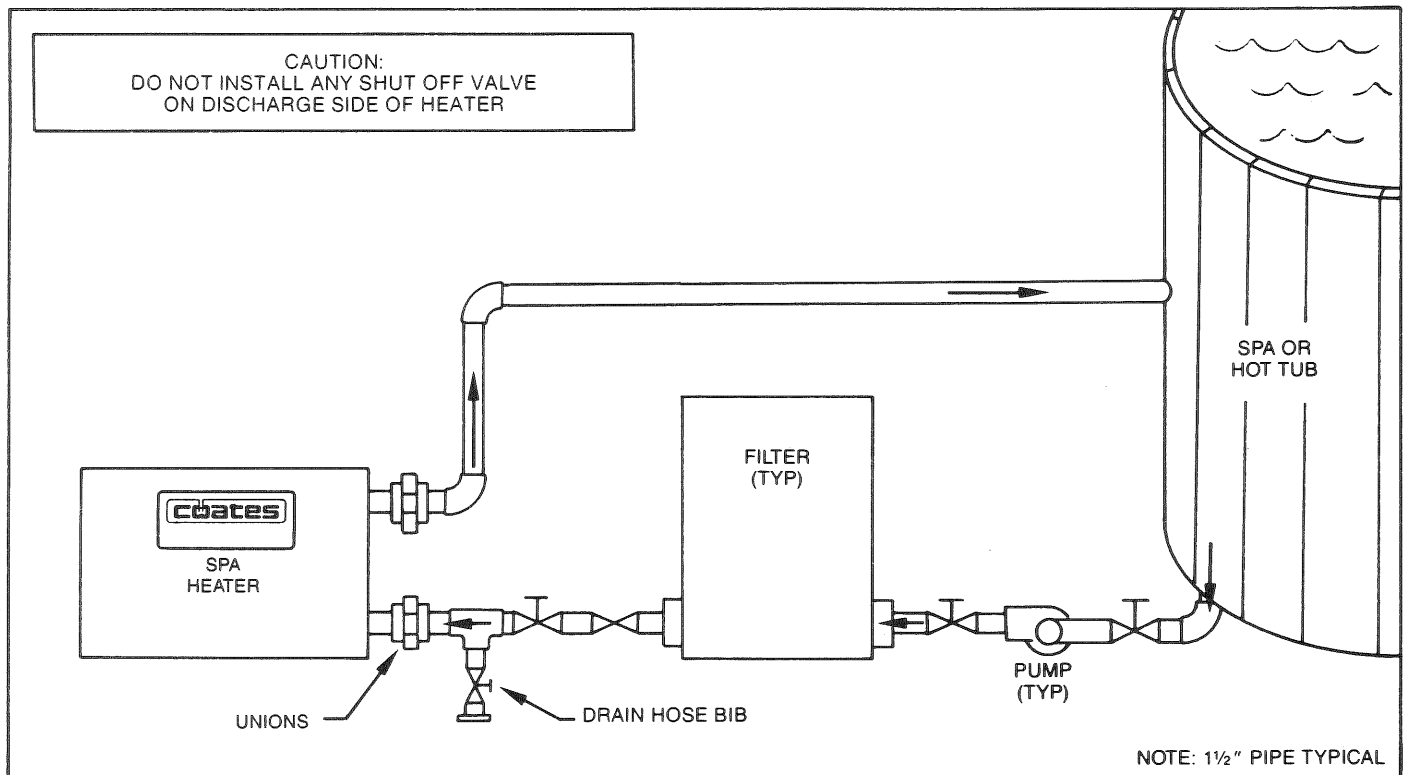 CAUTION:
DO NOT INSTALL ANY SHUT OFF VALVE
ON DISCHARGE SIDE OF HEATER
SPA OR
HOT TUB
FILTER
(TYP)
coates
SPA
HEATER
PUMP
(TYP)
UNIONS
DRAIN HOSE BIB
NOTE: 1½" PIPE TYPICAL